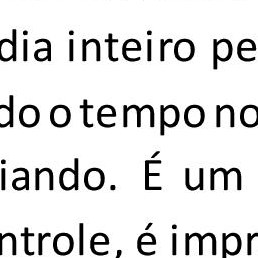 dia inteiro pe
do o tempo no
iando. É um
ntrole, é impr